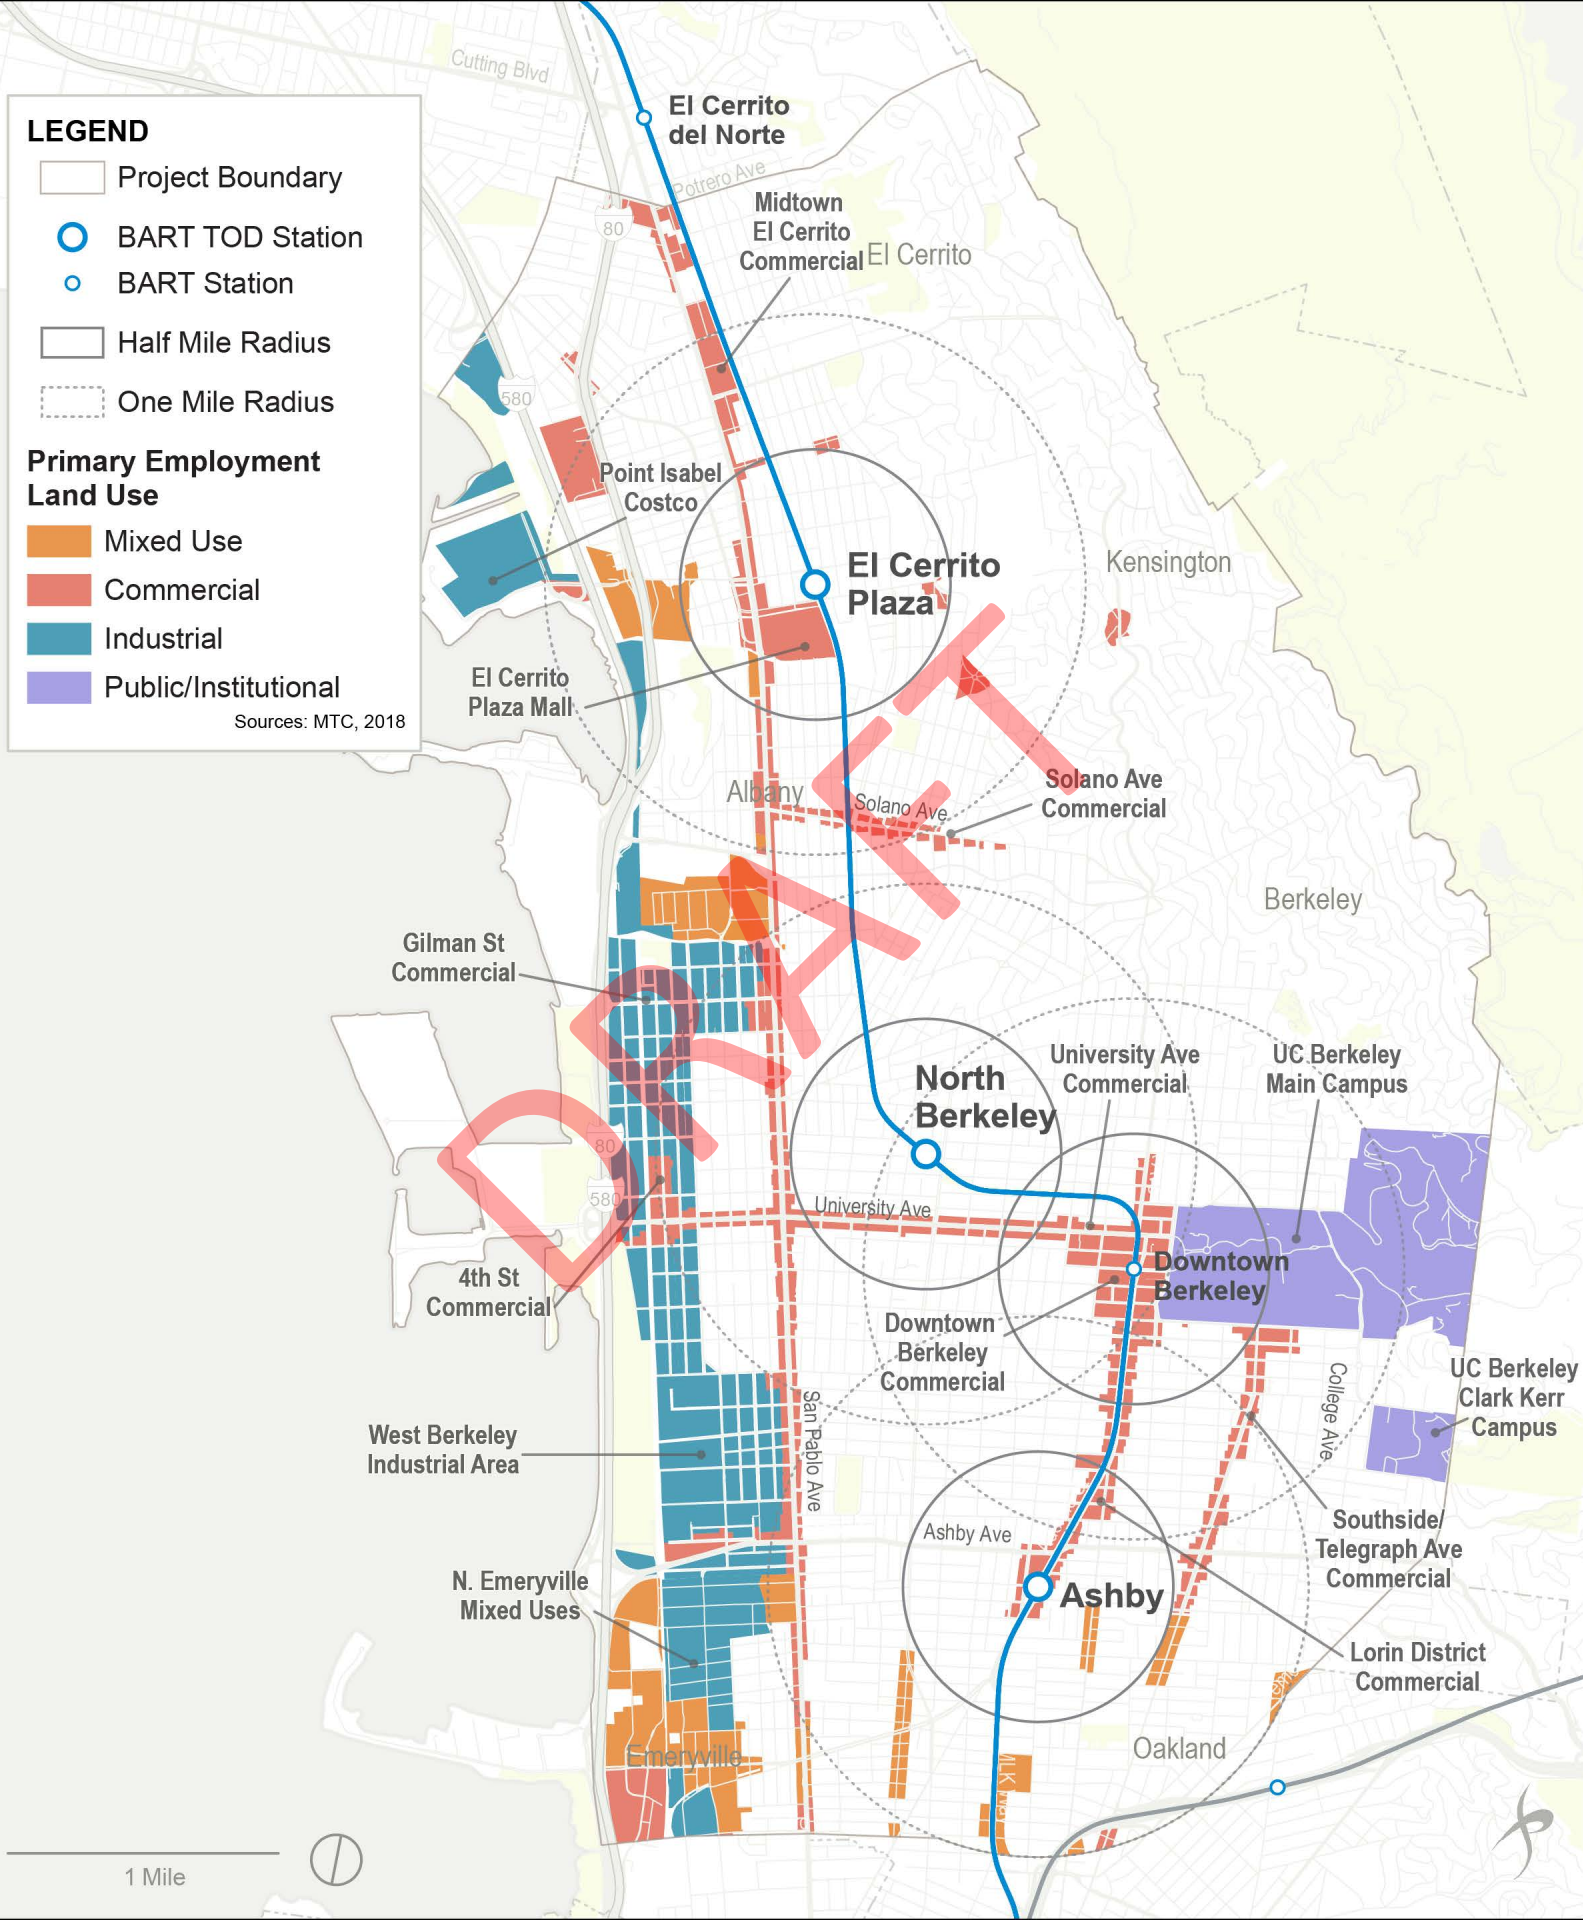 Cutting Blvd
El Cerrito
del Norte
LEGEND
Project Boundary
BART TOD Station
BART Station
Half Mile Radius
One Mile Radius
Primary Employment
Land Use
Mixed Use
Commercial
Industrial
Public/Institutional
Sources: MTC, 2018
Potrero Ave
80
Midtown
El Cerrito
Commercial
El Cerrito
580
Point Isabel
Costco
El Cerrito
Plaza
Kensington
El Cerrito
Plaza Mall
Albany
Solano Ave
Solano Ave
Commercial
Berkeley
Gilman St
Commercial
DRAFT
North
Berkeley
University Ave
Commercial
UC Berkeley
Main Campus
80
580
University Ave
4th St
Commercial
Downtown
Berkeley
Downtown
Berkeley
Commercial
College Ave
UC Berkeley
Clark Kerr
Campus
San Pablo Ave
West Berkeley
Industrial Area
Southside/
Telegraph Ave
Commercial
Ashby Ave
N. Emeryville
Mixed Uses
Ashby
Lorin District
Commercial
Emeryville
Oakland
MLK
1 Mile